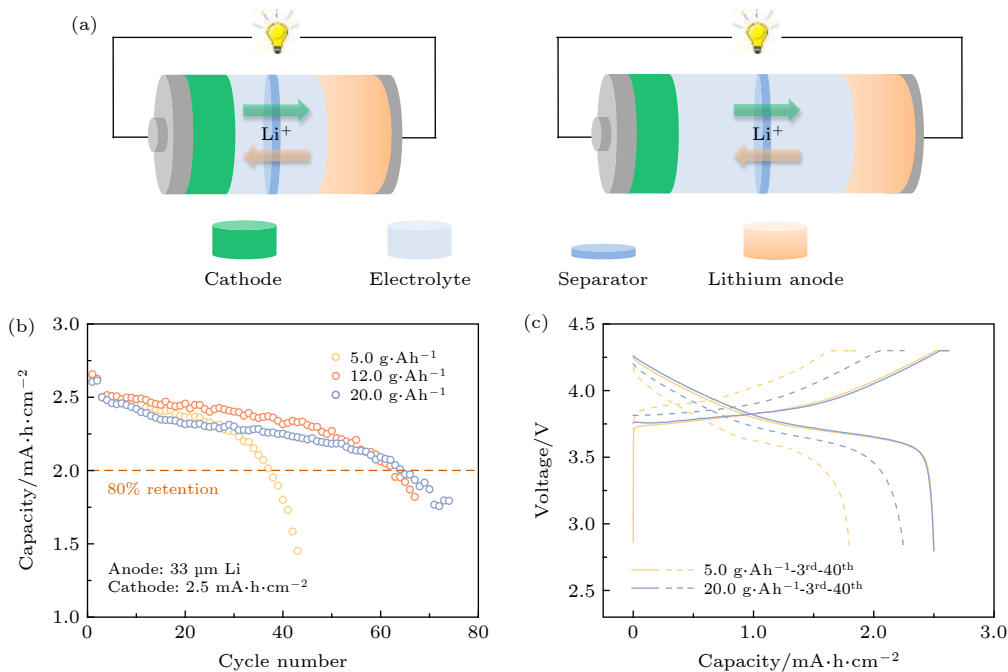 (a)
Li⁺
Li⁺
Cathode
Electrolyte
Separator
Lithium anode
(b)
3.0
2.5
2.0
1.5
1.0
Capacity/mA·h·cm⁻²
5.0 g·Ah⁻¹
12.0 g·Ah⁻¹
20.0 g·Ah⁻¹
80% retention
Anode: 33 µm Li
Cathode: 2.5 mA·h·cm⁻²
0
20
40
60
80
Cycle number
(c)
4.5
4.0
3.5
3.0
2.5
Voltage/V
5.0 g·Ah⁻¹-3ʳᵈ-40ᵗʰ
20.0 g·Ah⁻¹-3ʳᵈ-40ᵗʰ
0
1.0
2.0
3.0
Capacity/mA·h·cm⁻²